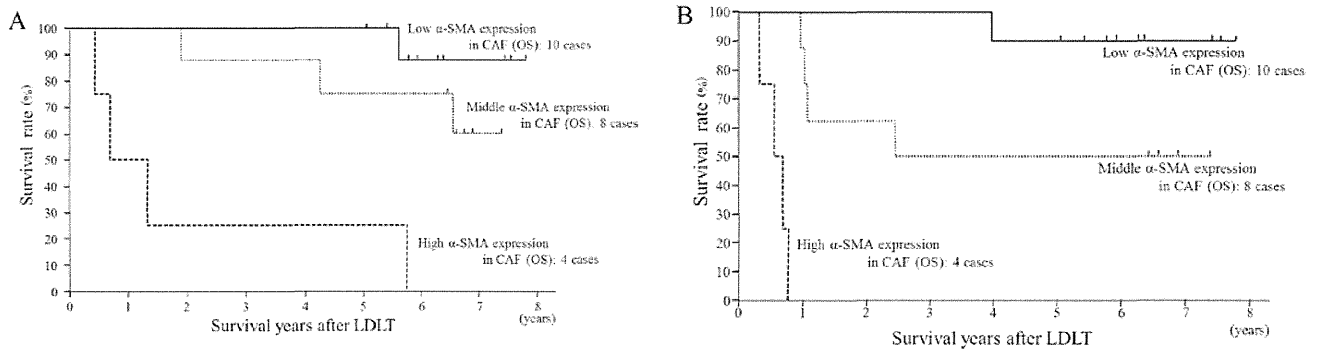 A
Survival rate (%)
100
90
80
70
60
50
40
30
20
10
0
0 1 2 3 4 5 6 7 8
(years)
Survival years after LDLT
Low α-SMA expression
in CAF (OS): 10 cases
Middle α-SMA expression
in CAF (OS): 8 cases
High α-SMA expression
in CAF (OS): 4 cases
B
Survival rate (%)
100
90
80
70
60
50
40
30
20
10
0
0 1 2 3 4 5 6 7 8
(years)
Survival years after LDLT
Low α-SMA expression
in CAF (OS): 10 cases
Middle α-SMA expression
in CAF (OS): 8 cases
High α-SMA expression
in CAF (OS): 4 cases